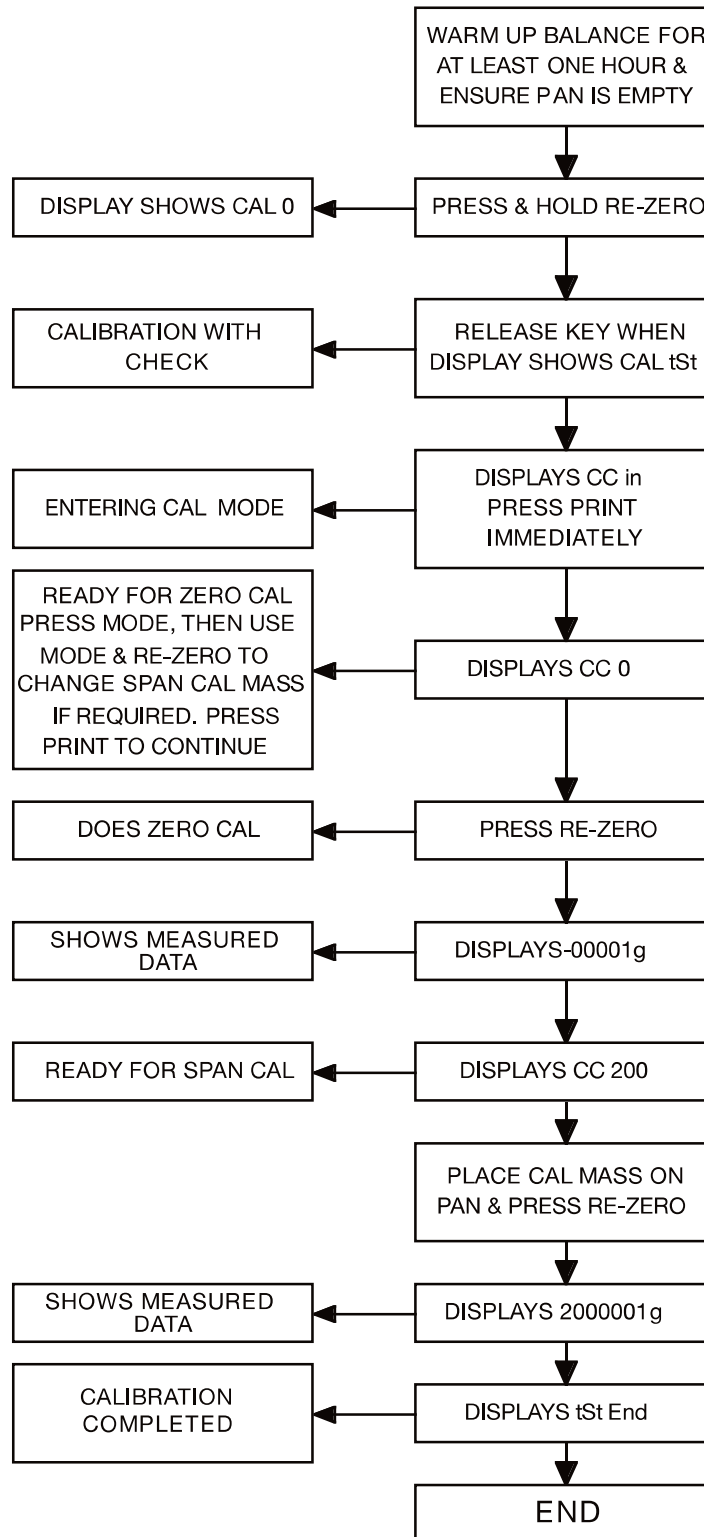 WARM UP BALANCE FOR
AT LEAST ONE HOUR &
ENSURE PAN IS EMPTY
DISPLAY SHOWS CAL 0
PRESS & HOLD RE-ZERO
CALIBRATION WITH
CHECK
RELEASE KEY WHEN
DISPLAY SHOWS CAL tSt
ENTERING CAL MODE
DISPLAYS CC in
PRESS PRINT
IMMEDIATELY
READY FOR ZERO CAL
PRESS MODE, THEN USE
MODE & RE-ZERO TO
CHANGE SPAN CAL MASS
IF REQUIRED. PRESS
PRINT TO CONTINUE
DISPLAYS CC 0
DOES ZERO CAL
PRESS RE-ZERO
SHOWS MEASURED
DATA
DISPLAYS-00001g
READY FOR SPAN CAL
DISPLAYS CC 200
PLACE CAL MASS ON
PAN & PRESS RE-ZERO
SHOWS MEASURED
DATA
DISPLAYS 2000001g
CALIBRATION
COMPLETED
DISPLAYS tSt End
END